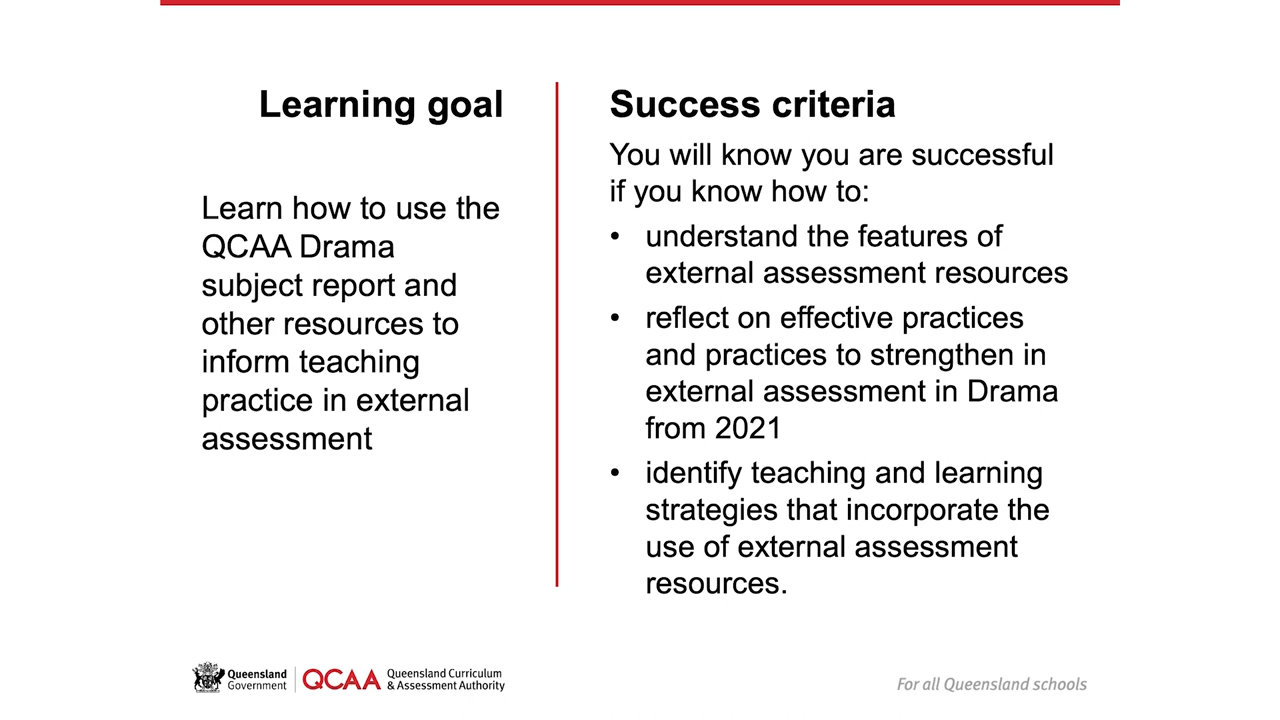 Learning goal
Learn how to use the
QCAA Drama
subject report and
other resources to
inform teaching
practice in external
assessment
Success criteria
You will know you are successful
if you know how to:
• understand the features of
external assessment resources
• reflect on effective practices
and practices to strengthen in
external assessment in Drama
from 2021
• identify teaching and learning
strategies that incorporate the
use of external assessment
resources.
Queensland
Government
QCAA
Queensland Curriculum
& Assessment Authority
For all Queensland schools